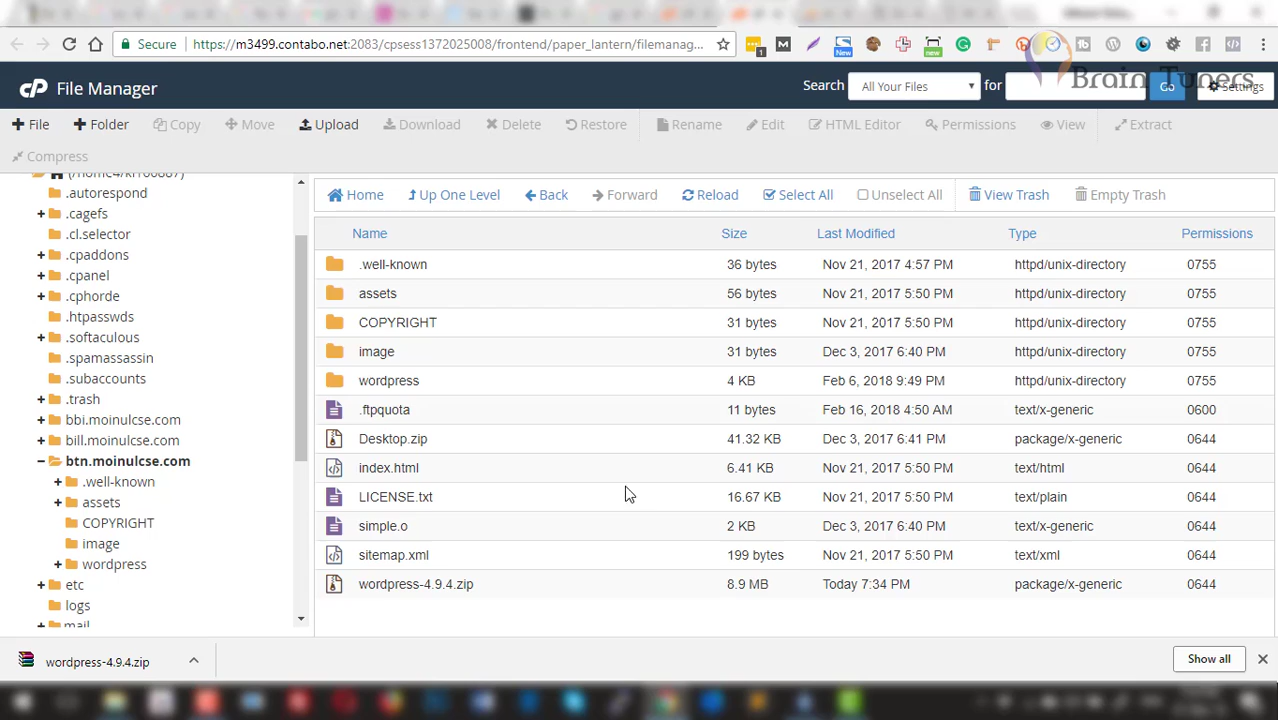 Secure
https://m3499.contabo.net:2083/cpsess1372025008/frontend/paper_lantern/filemanag...
1
New
new
Brain Tuners
cP File Manager
Search All Your Files for Go Settings
File Folder Copy Move Upload Download Delete Restore Rename Edit HTML Editor Permissions View Extract
Compress
Home Up One Level Back Forward Reload Select All Unselect All View Trash Empty Trash
.autorespond
.cagefs
.cl.selector
.cpaddons
.cpanel
.cphorde
.htpasswds
.softaculous
.spamassassin
.subaccounts
.trash
bbi.moinulcse.com
bill.moinulcse.com
btn.moinulcse.com
.well-known
assets
COPYRIGHT
image
wordpress
etc
logs
mail
Name Size Last Modified Type Permissions
.well-known 36 bytes Nov 21, 2017 4:57 PM httpd/unix-directory 0755
assets 56 bytes Nov 21, 2017 5:50 PM httpd/unix-directory 0755
COPYRIGHT 31 bytes Nov 21, 2017 5:50 PM httpd/unix-directory 0755
image 31 bytes Dec 3, 2017 6:40 PM httpd/unix-directory 0755
wordpress 4 KB Feb 6, 2018 9:49 PM httpd/unix-directory 0755
.ftpquota 11 bytes Feb 16, 2018 4:50 AM text/x-generic 0600
Desktop.zip 41.32 KB Dec 3, 2017 6:41 PM package/x-generic 0644
index.html 6.41 KB Nov 21, 2017 5:50 PM text/html 0644
LICENSE.txt 16.67 KB Nov 21, 2017 5:50 PM text/plain 0644
simple.o 2 KB Dec 3, 2017 6:40 PM text/x-generic 0644
sitemap.xml 199 bytes Nov 21, 2017 5:50 PM text/xml 0644
wordpress-4.9.4.zip 8.9 MB Today 7:34 PM package/x-generic 0644
wordpress-4.9.4.zip
Show all